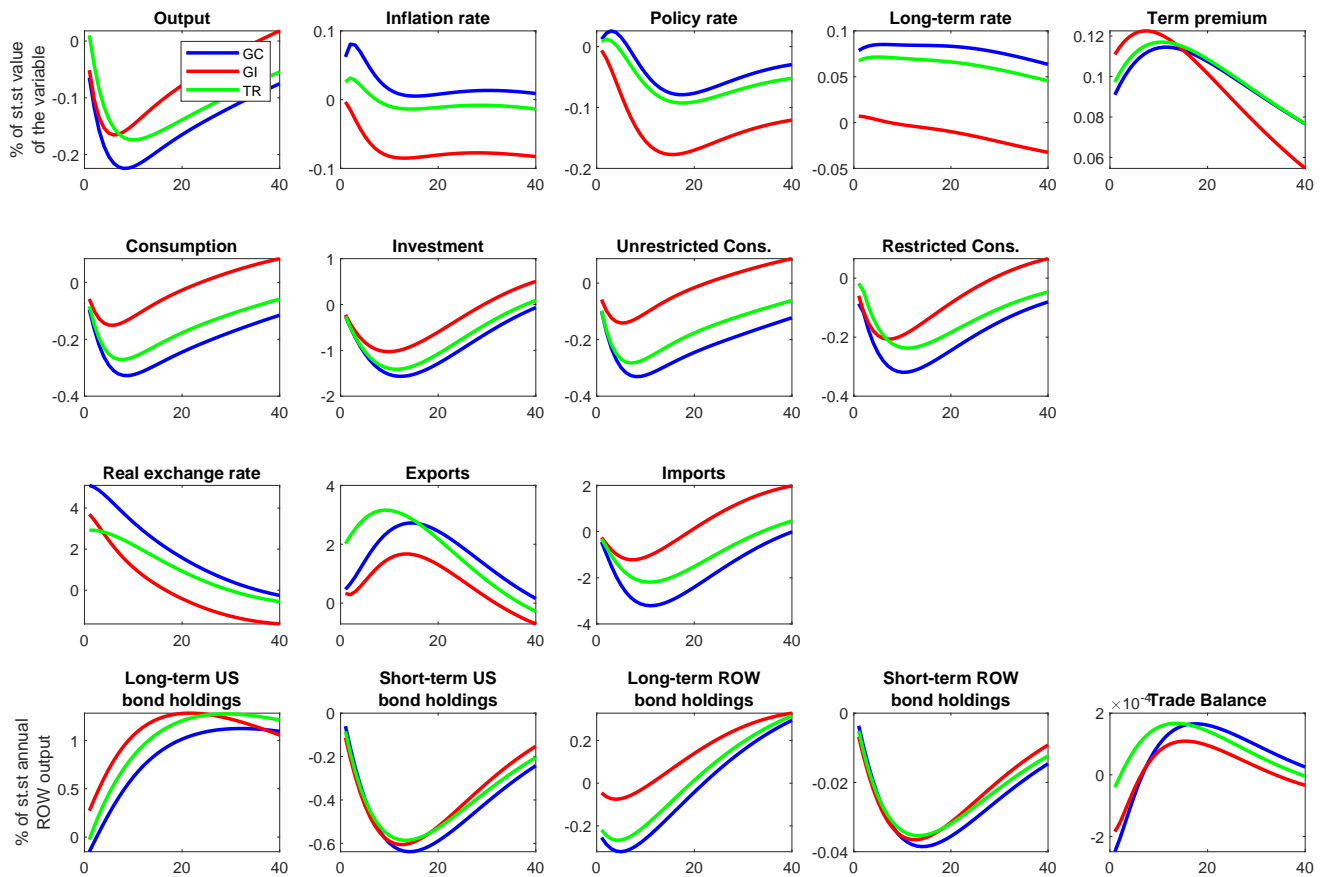 Output
Inflation rate
Policy rate
Long-term rate
Term premium
% of st.st value
of the variable
GC
GI
TR
0
-0.1
-0.2
0 20 40
0.1
0
-0.1
0 20 40
0
-0.1
-0.2
0 20 40
0.1
0.05
0
-0.05
0 20 40
0.12
0.1
0.08
0.06
0 20 40
Consumption
Investment
Unrestricted Cons.
Restricted Cons.
0
-0.2
-0.4
0 20 40
1
0
-1
-2
0 20 40
0
-0.2
-0.4
0 20 40
0
-0.2
-0.4
0 20 40
Real exchange rate
Exports
Imports
4
2
0
0 20 40
4
2
0
0 20 40
2
0
-2
-4
0 20 40
Long-term US
bond holdings
Short-term US
bond holdings
Long-term ROW
bond holdings
Short-term ROW
bond holdings
×10⁻⁴
Trade Balance
% of st.st annual
ROW output
1
0.5
0
0 20 40
0
-0.2
-0.4
-0.6
0 20 40
0.2
0
-0.2
0 20 40
0
-0.02
-0.04
0 20 40
2
0
-2
0 20 40